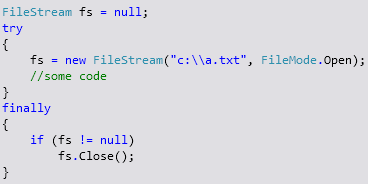 FileStream fs = null;
try
{
    fs = new FileStream("c:\\a.txt", FileMode.Open);
    //some code
}
finally
{
    if (fs != null)
        fs.Close();
}